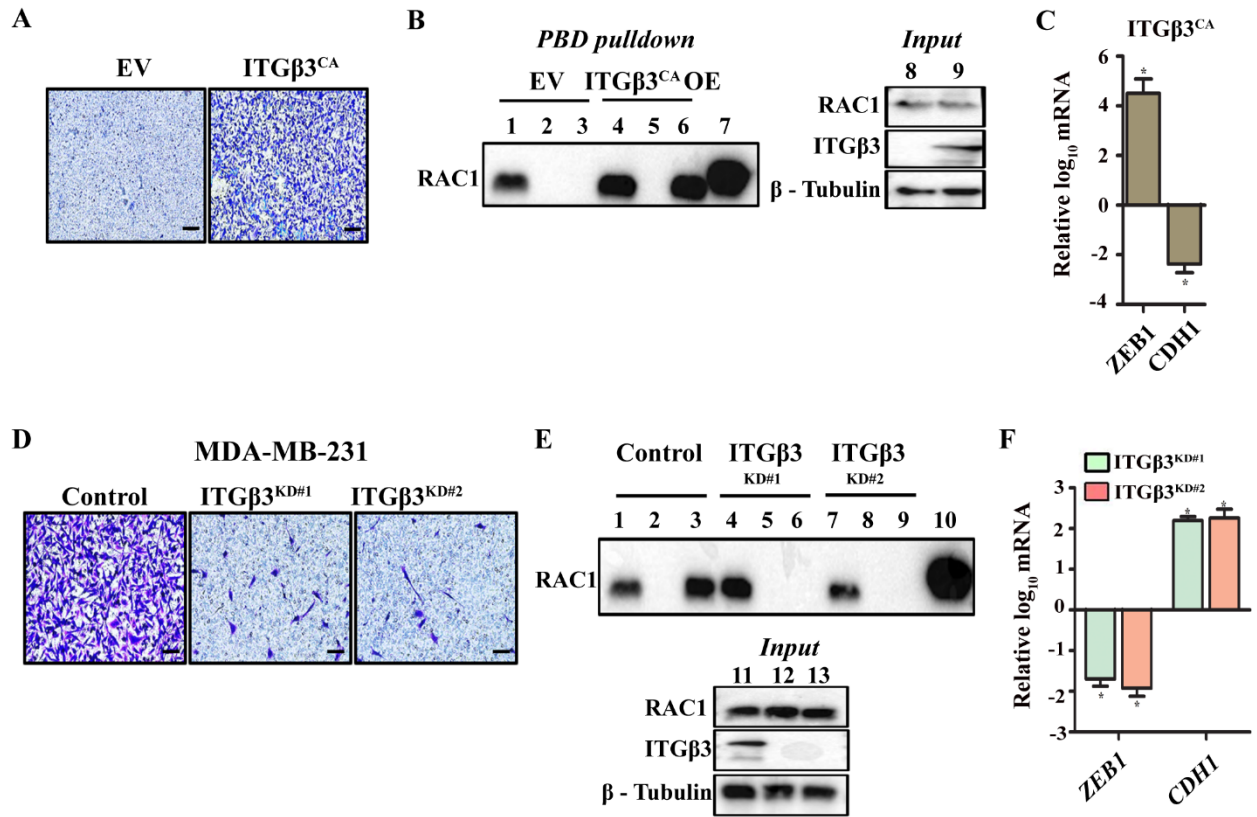 A
EV
ITGβ3CA
B
PBD pulldown
EV
ITGβ3CA OE
1 2 3 4 5 6 7
RAC1
Input
8 9
RAC1
ITGβ3
β - Tubulin
C
ITGβ3CA
Relative log10 mRNA
6
4
2
0
-2
-4
*
*
ZEB1
CDH1
D
MDA-MB-231
Control
ITGβ3KD#1
ITGβ3KD#2
E
Control
ITGβ3
KD#1
ITGβ3
KD#2
1 2 3 4 5 6 7 8 9 10
RAC1
Input
11 12 13
RAC1
ITGβ3
β - Tubulin
F
ITGβ3KD#1
ITGβ3KD#2
Relative log10 mRNA
3
2
1
0
-1
-2
-3
* *
* *
ZEB1
CDH1